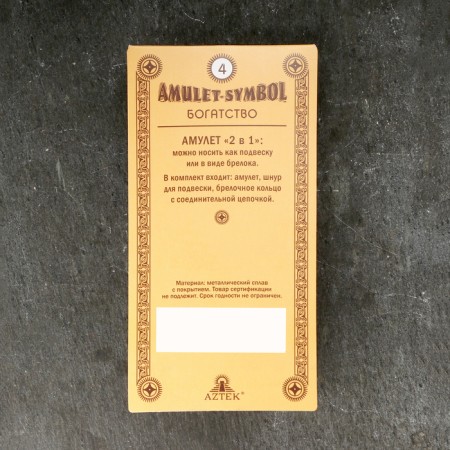 4
AMULET-SYMBOL
БОГАТСТВО
АМУЛЕТ «2 в 1»:
можно носить как подвеску
или в виде брелока.
В комплект входит: амулет, шнур
для подвески, брелочное кольцо
с соединительной цепочкой.
Материал: металлический сплав
с покрытием. Товар сертификации
не подлежит. Срок годности не ограничен.
AZTEK®